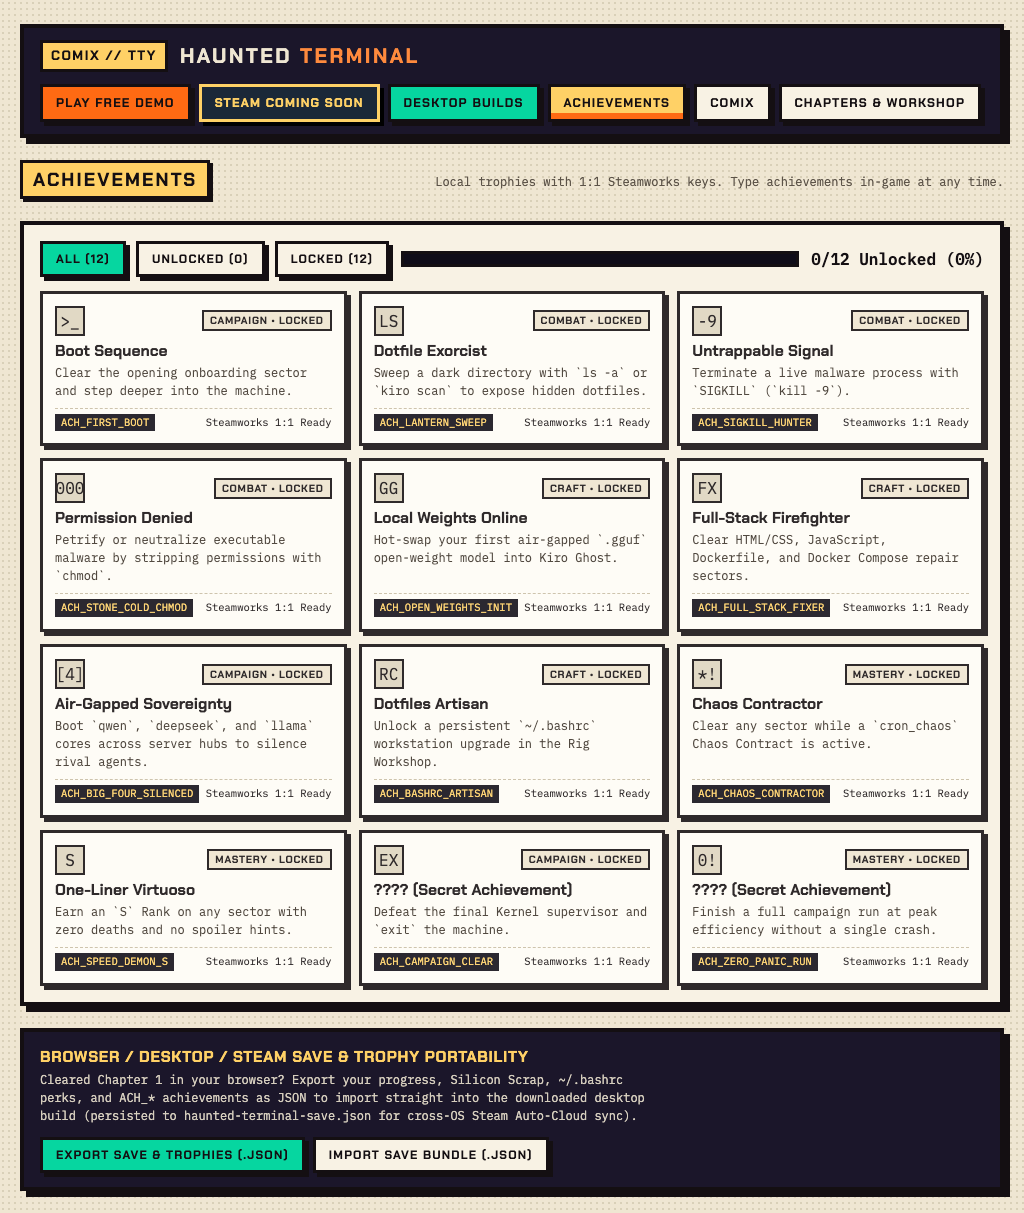 COMIX // TTY
HAUNTED TERMINAL
PLAY FREE DEMO
STEAM COMING SOON
DESKTOP BUILDS
ACHIEVEMENTS
COMIX
CHAPTERS & WORKSHOP
ACHIEVEMENTS
Local trophies with 1:1 Steamworks keys. Type achievements in-game at any time.
ALL (12)
UNLOCKED (0)
LOCKED (12)
0/12 Unlocked (0%)
>_
CAMPAIGN • LOCKED
Boot Sequence
Clear the opening onboarding sector
and step deeper into the machine.
ACH_FIRST_BOOT
Steamworks 1:1 Ready
LS
COMBAT • LOCKED
Dotfile Exorcist
Sweep a dark directory with `ls -a` or
`kiro scan` to expose hidden dotfiles.
ACH_LANTERN_SWEEP
Steamworks 1:1 Ready
-9
COMBAT • LOCKED
Untrappable Signal
Terminate a live malware process with
`SIGKILL` (`kill -9`).
ACH_SIGKILL_HUNTER
Steamworks 1:1 Ready
000
COMBAT • LOCKED
Permission Denied
Petrify or neutralize executable
malware by stripping permissions with
`chmod`.
ACH_STONE_COLD_CHMOD
Steamworks 1:1 Ready
GG
CRAFT • LOCKED
Local Weights Online
Hot-swap your first air-gapped `.gguf`
open-weight model into Kiro Ghost.
ACH_OPEN_WEIGHTS_INIT
Steamworks 1:1 Ready
FX
CRAFT • LOCKED
Full-Stack Firefighter
Clear HTML/CSS, JavaScript,
Dockerfile, and Docker Compose repair
sectors.
ACH_FULL_STACK_FIXER
Steamworks 1:1 Ready
[4]
CAMPAIGN • LOCKED
Air-Gapped Sovereignty
Boot `qwen`, `deepseek`, and `llama`
cores across server hubs to silence
rival agents.
ACH_BIG_FOUR_SILENCED
Steamworks 1:1 Ready
RC
CRAFT • LOCKED
Dotfiles Artisan
Unlock a persistent `~/.bashrc`
workstation upgrade in the Rig
Workshop.
ACH_BASHRC_ARTISAN
Steamworks 1:1 Ready
*!
MASTERY • LOCKED
Chaos Contractor
Clear any sector while a `cron_chaos`
Chaos Contract is active.
ACH_CHAOS_CONTRACTOR
Steamworks 1:1 Ready
S
MASTERY • LOCKED
One-Liner Virtuoso
Earn an `S` Rank on any sector with
zero deaths and no spoiler hints.
ACH_SPEED_DEMON_S
Steamworks 1:1 Ready
EX
CAMPAIGN • LOCKED
???? (Secret Achievement)
Defeat the final Kernel supervisor and
`exit` the machine.
ACH_CAMPAIGN_CLEAR
Steamworks 1:1 Ready
0!
MASTERY • LOCKED
???? (Secret Achievement)
Finish a full campaign run at peak
efficiency without a single crash.
ACH_ZERO_PANIC_RUN
Steamworks 1:1 Ready
BROWSER / DESKTOP / STEAM SAVE & TROPHY PORTABILITY
Cleared Chapter 1 in your browser? Export your progress, Silicon Scrap, ~/.bashrc
perks, and ACH_* achievements as JSON to import straight into the downloaded desktop
build (persisted to haunted-terminal-save.json for cross-OS Steam Auto-Cloud sync).
EXPORT SAVE & TROPHIES (.JSON)
IMPORT SAVE BUNDLE (.JSON)